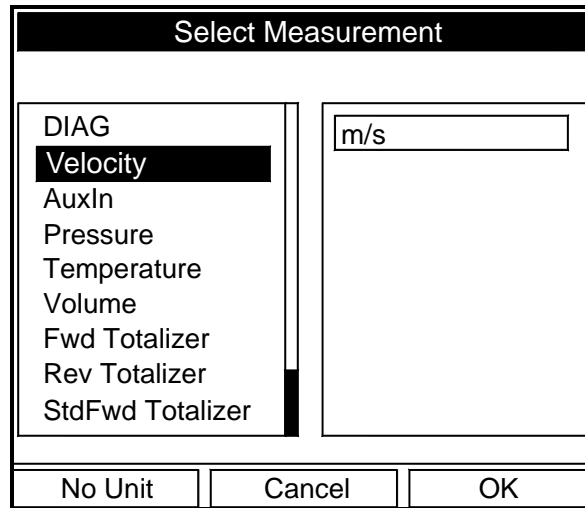 Select Measurement
DIAG
Velocity
AuxIn
Pressure
Temperature
Volume
Fwd Totalizer
Rev Totalizer
StdFwd Totalizer
m/s
No Unit
Cancel
OK